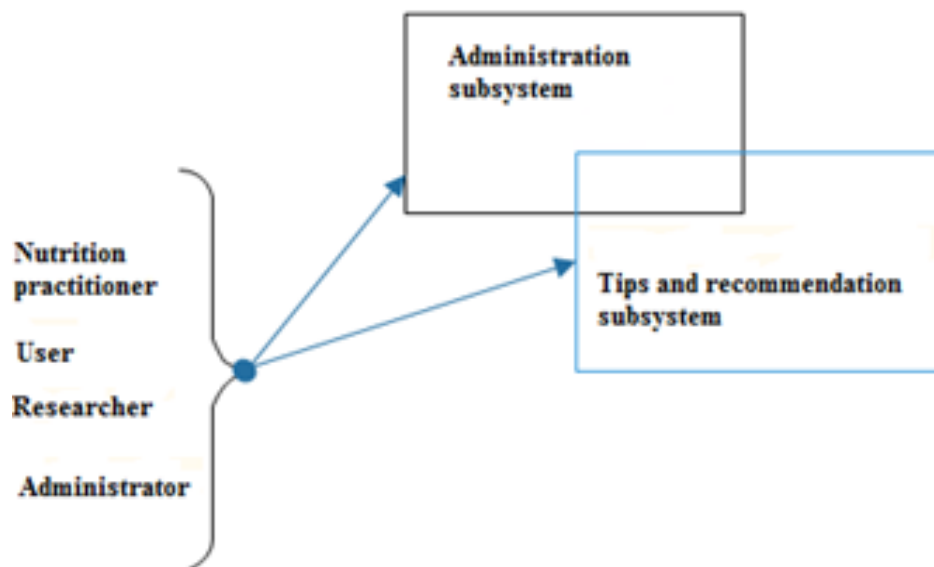 Administration
subsystem
Nutrition
practitioner
User
Researcher
Administrator
Tips and recommendation
subsystem